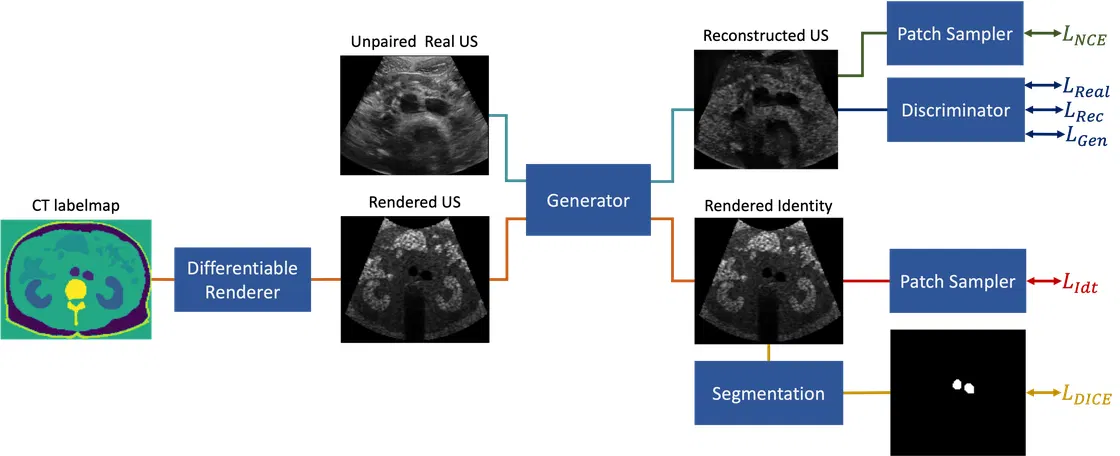 Unpaired Real US
Reconstructed US
Patch Sampler
L_NCE
Discriminator
L_Real
L_Rec
L_Gen
CT labelmap
Differentiable
Renderer
Rendered US
Generator
Rendered Identity
Patch Sampler
L_Idt
Segmentation
L_DICE